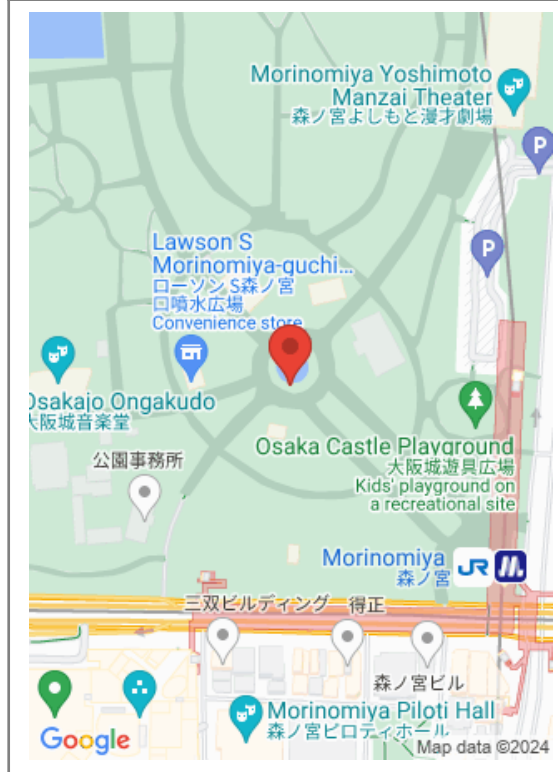 Morinomiya Yoshimoto
Manzai Theater
森ノ宮よしもと漫才劇場
P
Lawson S
Morinomiya-guchi...
ローソン S森ノ宮
口噴水広場
Convenience store
P
Osakajo Ongakudo
大阪城音楽堂
Osaka Castle Playground
大阪城遊具広場
Kids' playground on
a recreational site
公園事務所
Morinomiya
森ノ宮
JR
三双ビルディング
得正
森ノ宮ビル
Morinomiya Piloti Hall
森ノ宮ピロティホール
Google
Map data ©2024